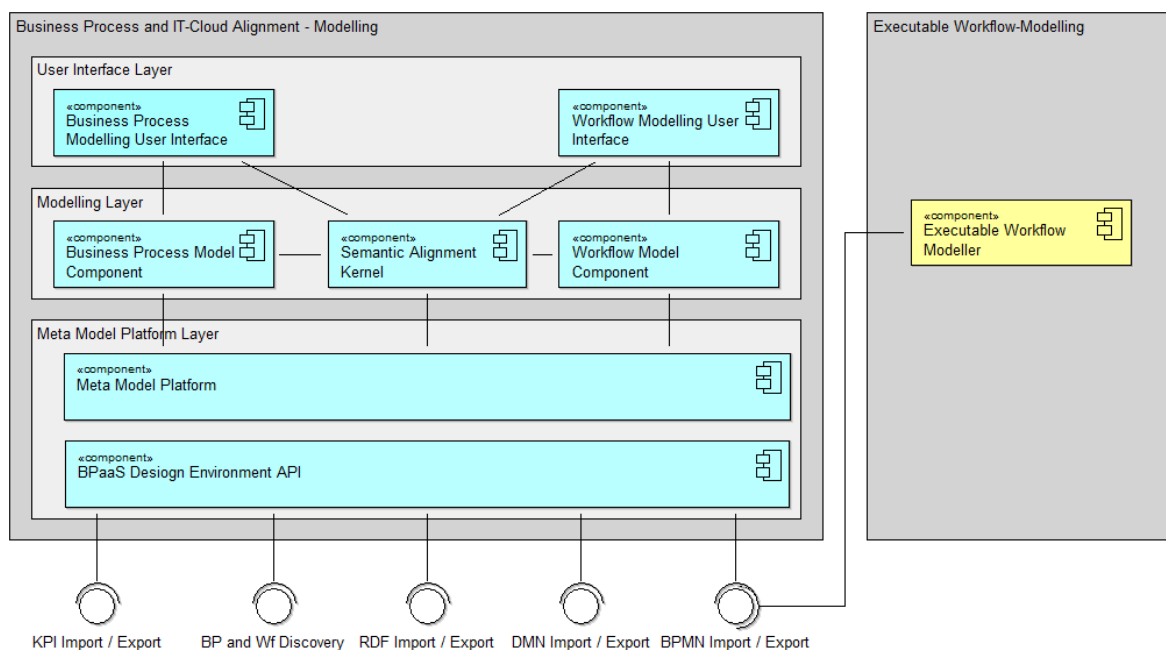 Business Process and IT-Cloud Alignment - Modelling
User Interface Layer
«component»
Business Process
Modelling User Interface
«component»
Workflow Modelling User
Interface
Modelling Layer
«component»
Business Process Model
Component
«component»
Semantic Alignment
Kernel
«component»
Workflow Model
Component
Meta Model Platform Layer
«component»
Meta Model Platform
«component»
BPaaS Desiogn Environment API
KPI Import / Export
BP and Wf Discovery
RDF Import / Export
DMN Import / Export
BPMN Import / Export
Executable Workflow-Modelling
«component»
Executable Workflow
Modeller